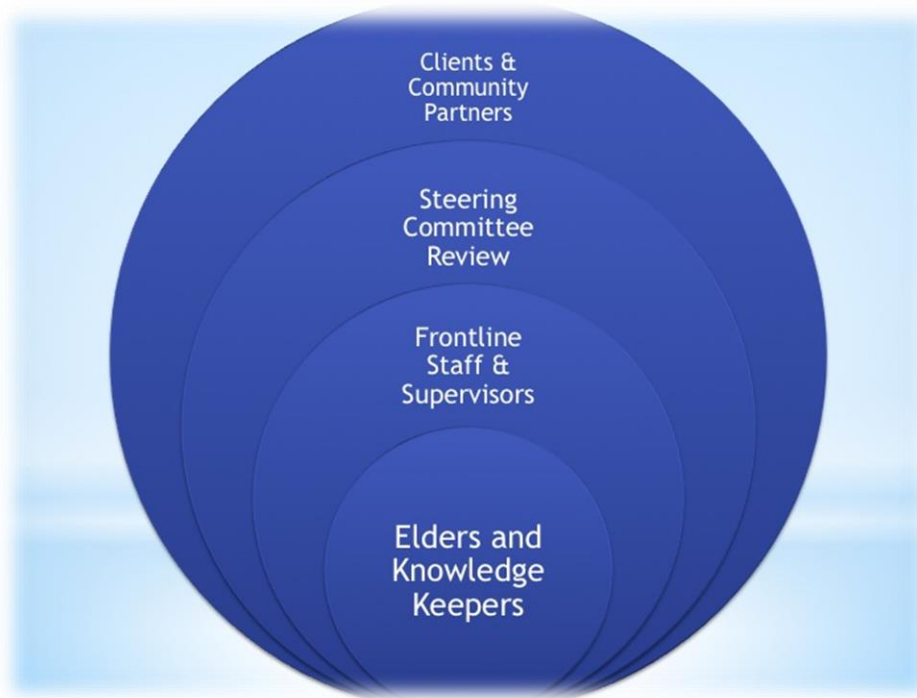 Clients &
Community
Partners
Steering
Committee
Review
Frontline
Staff &
Supervisors
Elders and
Knowledge
Keepers